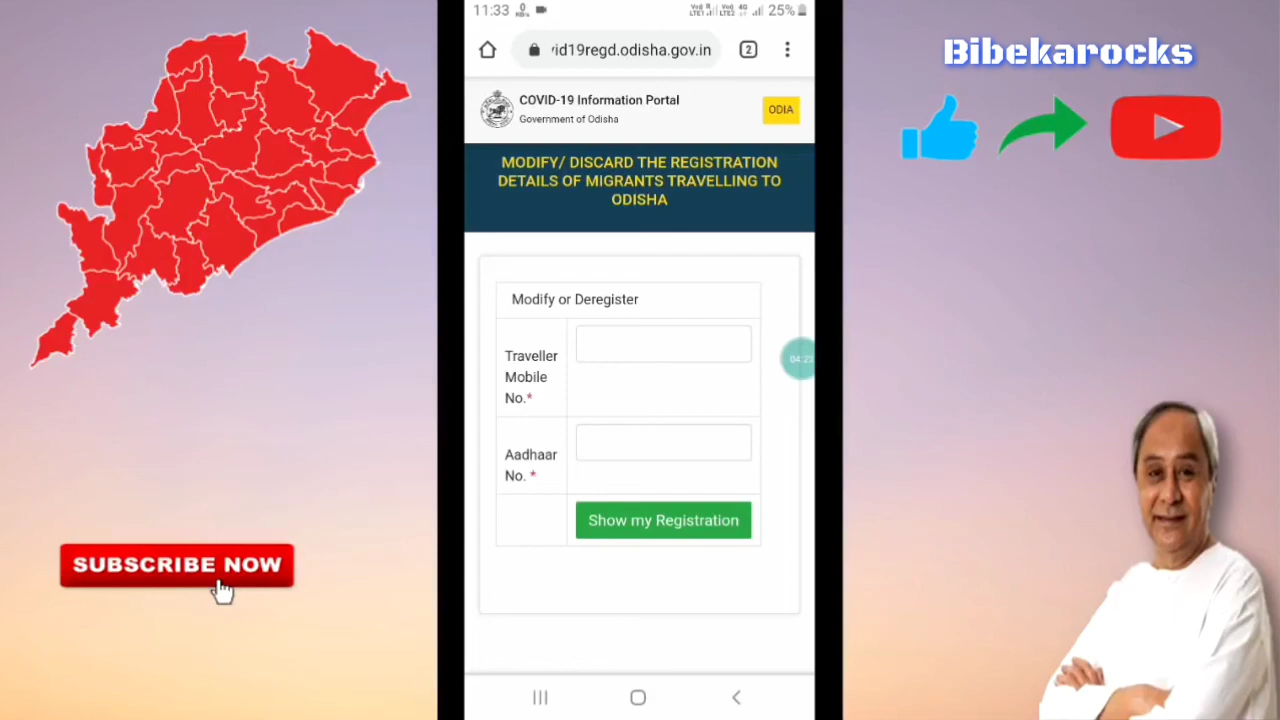 11:33
25%
Bibekarocks
vid19regd.odisha.gov.in
2
COVID-19 Information Portal
Government of Odisha
ODIA
MODIFY/ DISCARD THE REGISTRATION
DETAILS OF MIGRANTS TRAVELLING TO
ODISHA
Modify or Deregister
Traveller
Mobile
No.*
04:23
Aadhaar
No. *
Show my Registration
SUBSCRIBE NOW